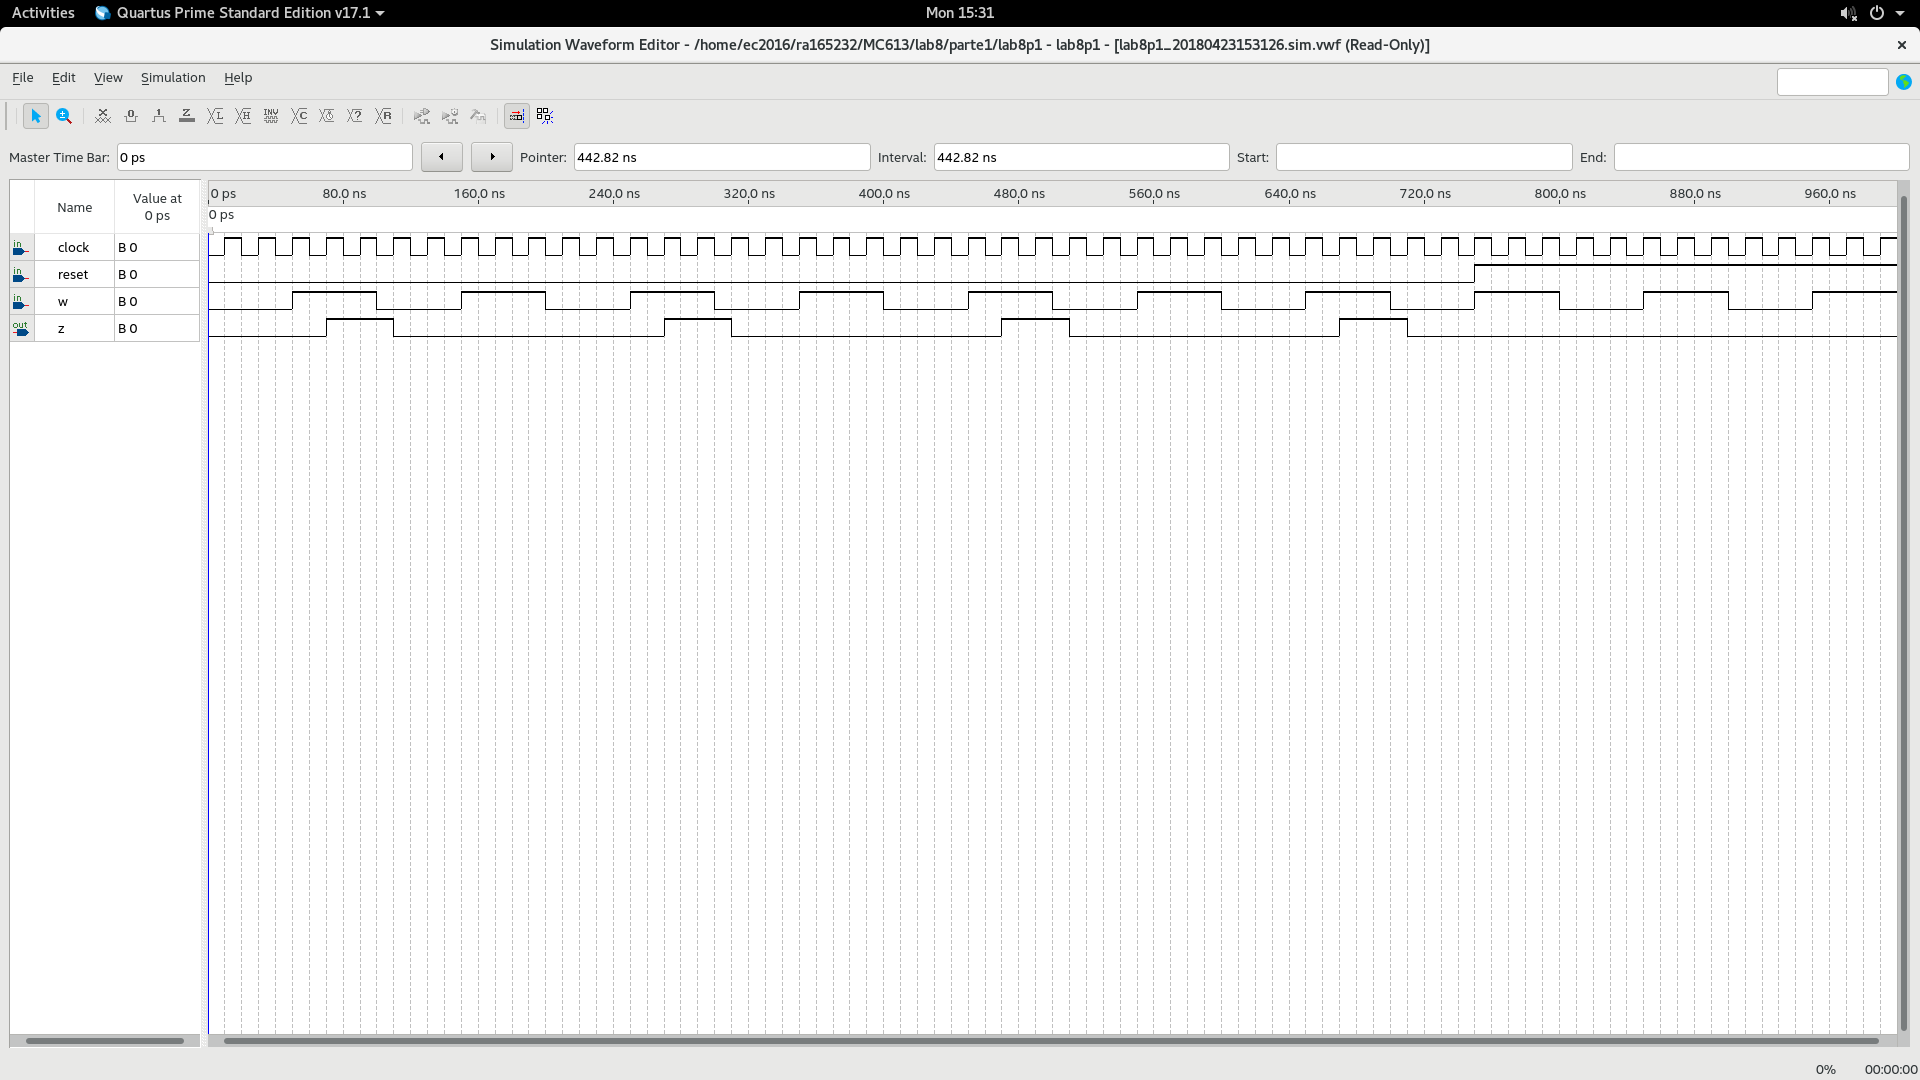 Activities Quartus Prime Standard Edition v17.1 Mon 15:31
Simulation Waveform Editor - /home/ec2016/ra165232/MC613/lab8/parte1/lab8p1 - lab8p1 - [lab8p1_20180423153126.sim.vwf (Read-Only)]
File Edit View Simulation Help
Master Time Bar: 0 ps Pointer: 442.82 ns Interval: 442.82 ns Start: End:
Name Value at 0 ps
0 ps 80.0 ns 160.0 ns 240.0 ns 320.0 ns 400.0 ns 480.0 ns 560.0 ns 640.0 ns 720.0 ns 800.0 ns 880.0 ns 960.0 ns
0 ps
in clock B 0
in reset B 0
in w B 0
out z B 0
0% 00:00:00